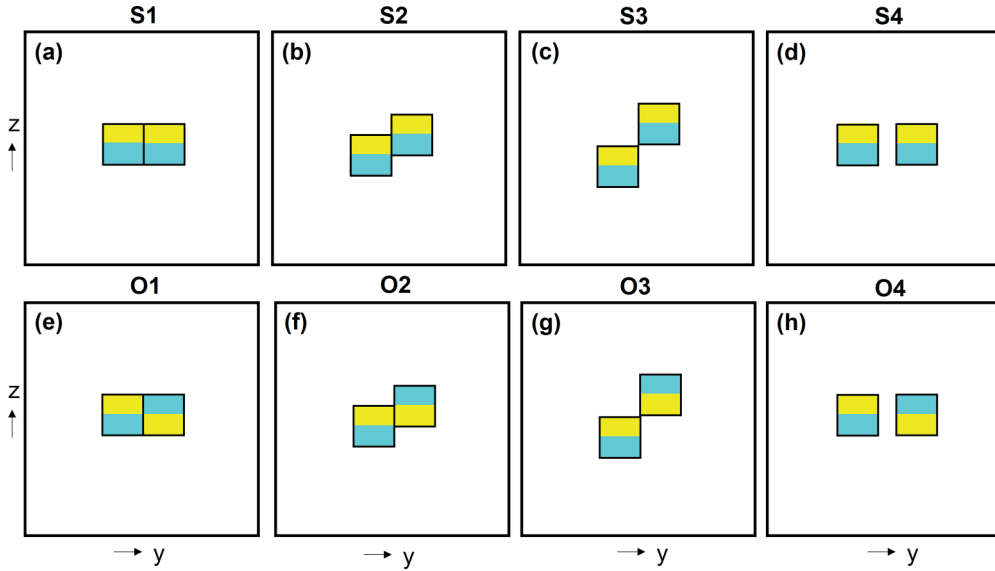 S1 S2 S3 S4
(a) (b) (c) (d)
z
O1 O2 O3 O4
(e) (f) (g) (h)
z
y y y y